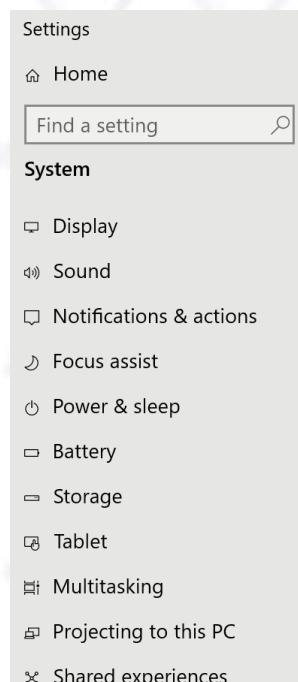 Settings
Home
Find a setting
System
Display
Sound
Notifications & actions
Focus assist
Power & sleep
Battery
Storage
Tablet
Multitasking
Projecting to this PC
Shared experiences